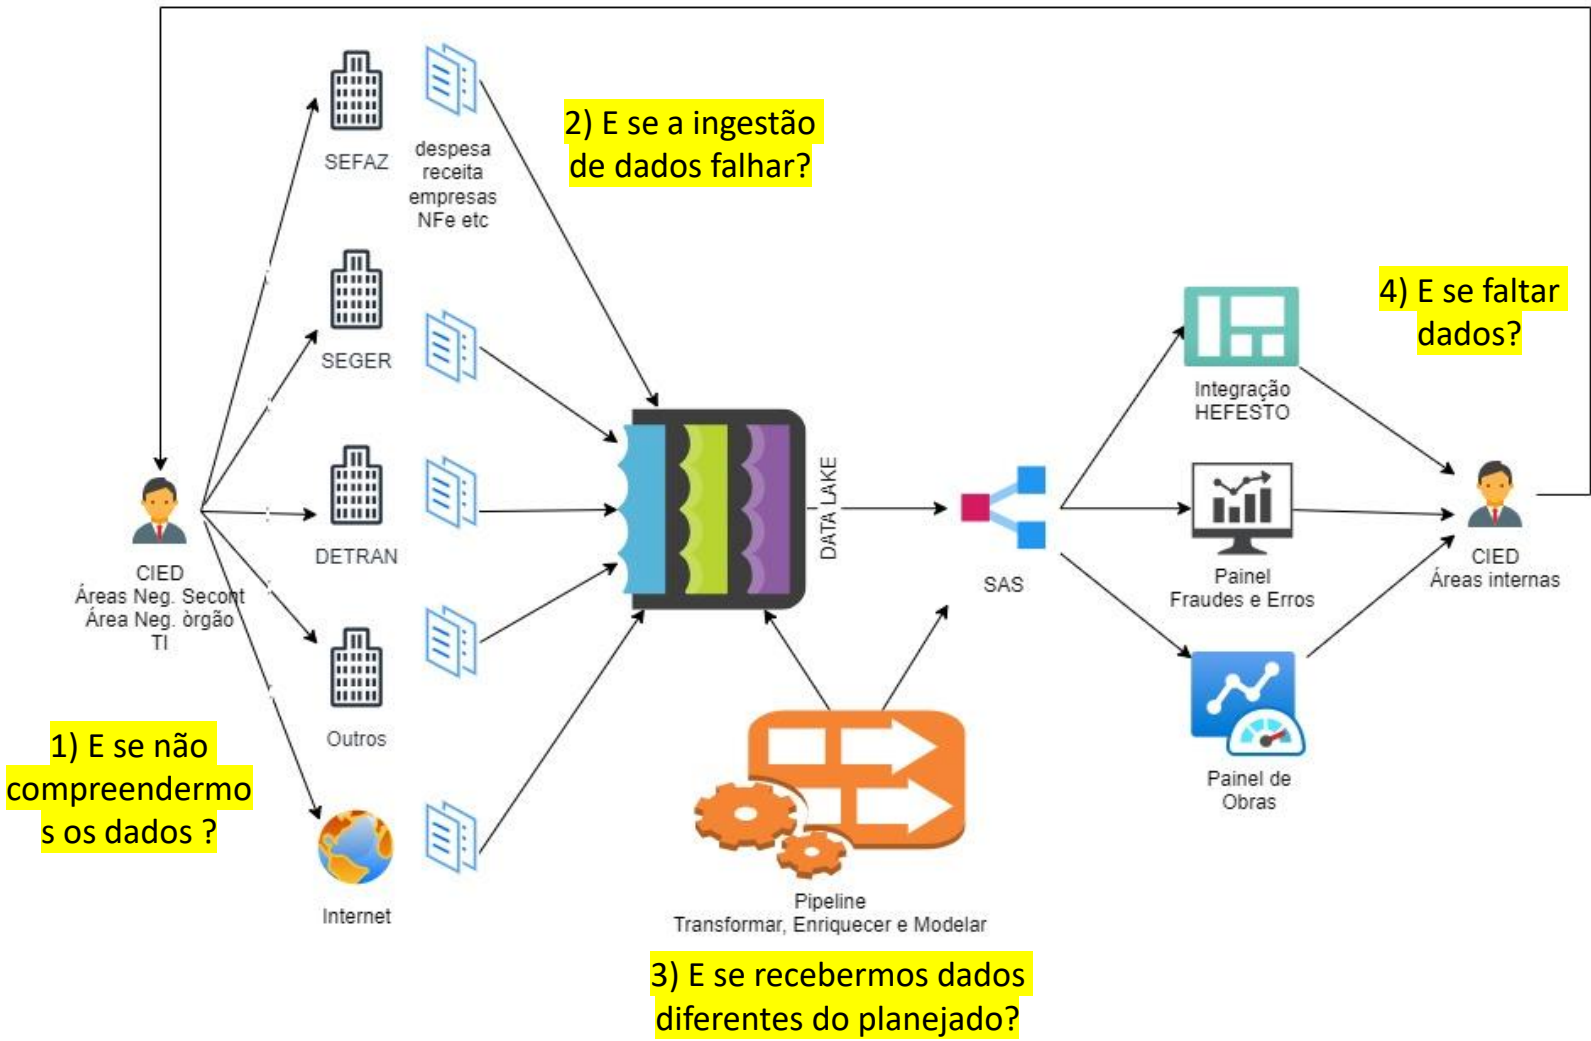 SEFAZ
despesa
receita
empresas
NFe etc
2) E se a ingestão
de dados falhar?
SEGER
4) E se faltar
dados?
Integração
HEFESTO
DATA LAKE
DETRAN
CIED
Áreas Neg. Secont
Área Neg. òrgão
TI
SAS
Painel
Fraudes e Erros
CIED
Áreas internas
Outros
1) E se não
compreendermo
s os dados ?
Painel de
Obras
Internet
Pipeline
Transformar, Enriquecer e Modelar
3) E se recebermos dados
diferentes do planejado?